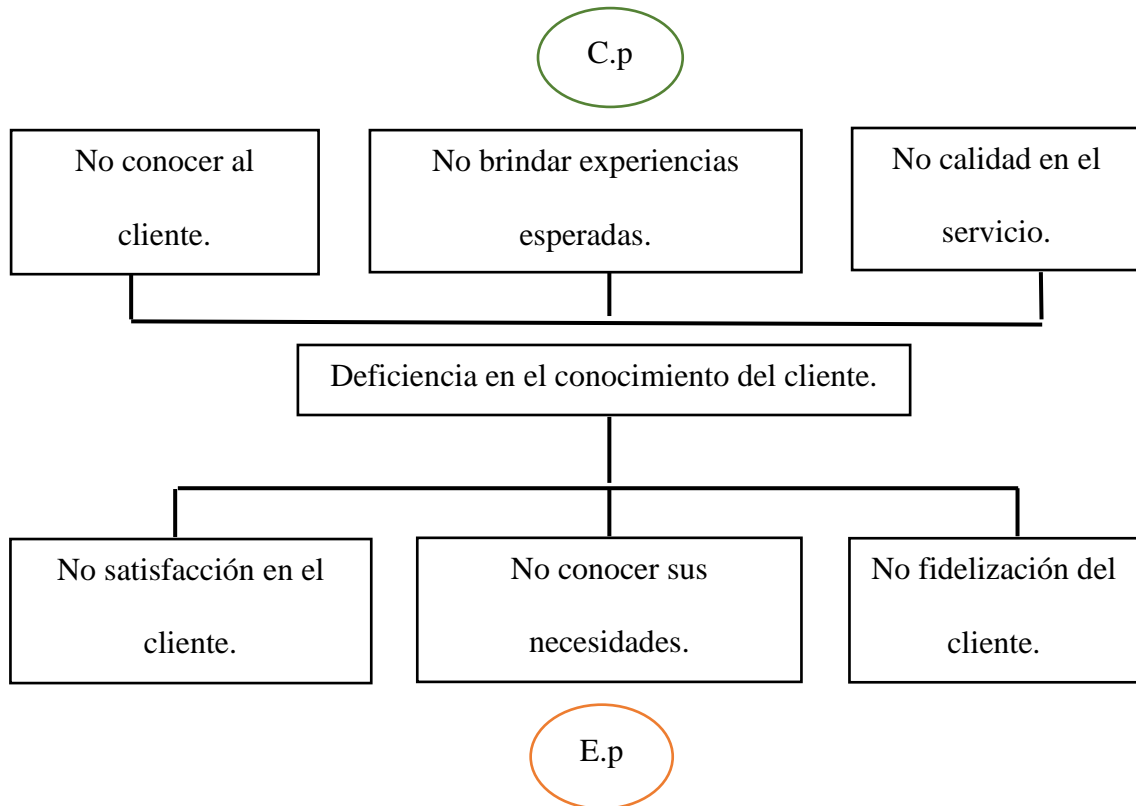 C.p
No conocer al
cliente.
No brindar experiencias
esperadas.
No calidad en el
servicio.
Deficiencia en el conocimiento del cliente.
No satisfacción en el
cliente.
No conocer sus
necesidades.
No fidelización del
cliente.
E.p